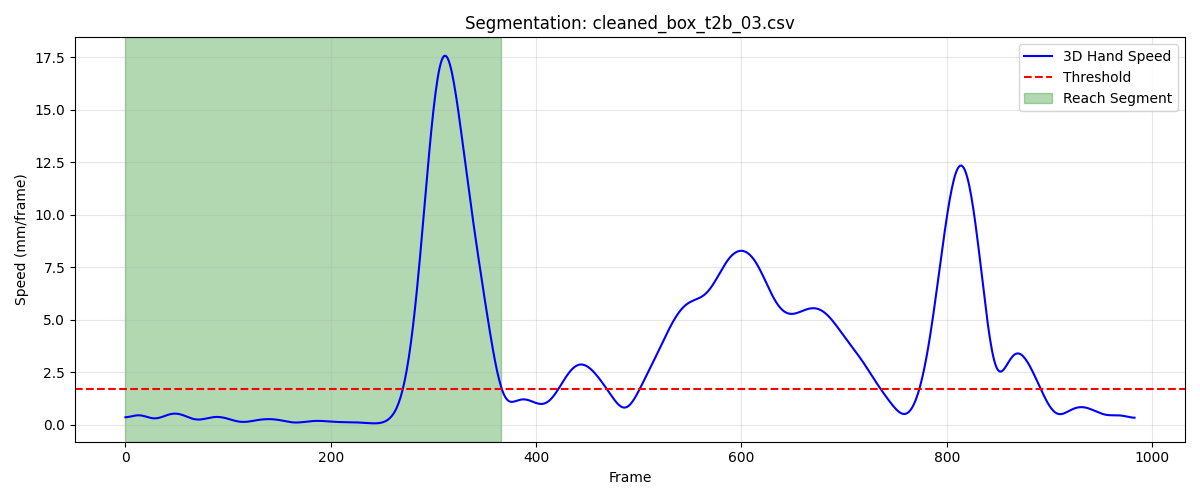 Segmentation: cleaned_box_t2b_03.csv
3D Hand Speed
Threshold
Reach Segment
Speed (mm/frame)
17.5
15.0
12.5
10.0
7.5
5.0
2.5
0.0
0 200 400 600 800 1000
Frame